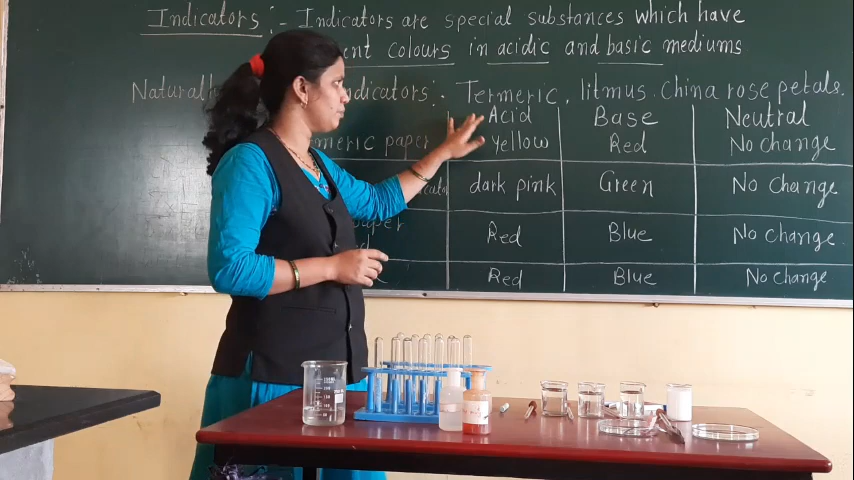 Indicators :- Indicators are special substances which have
ent colours in acidic and basic mediums
Natural dicators :- Termeric, litmus. China rose petals.
Acid Base Neutral
meric paper yellow Red No change
dark pink Green No change
Red Blue No change.
Red Blue No change